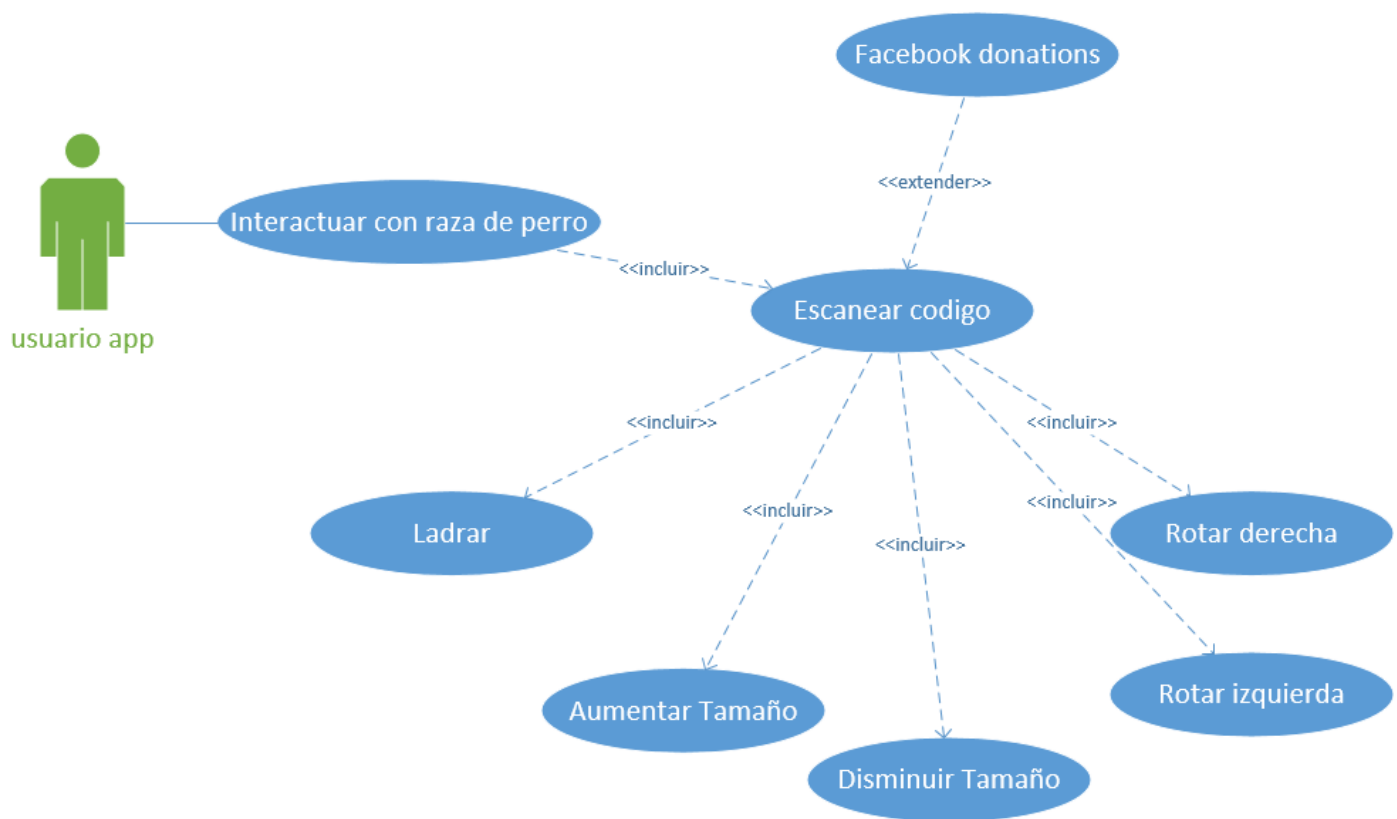 Facebook donations
<<extender>>
Interactuar con raza de perro
<<incluir>>
Escanear codigo
usuario app
<<incluir>>
<<incluir>>
<<incluir>>
<<incluir>>
<<incluir>>
Ladrar
Rotar derecha
Aumentar Tamaño
Rotar izquierda
Disminuir Tamaño